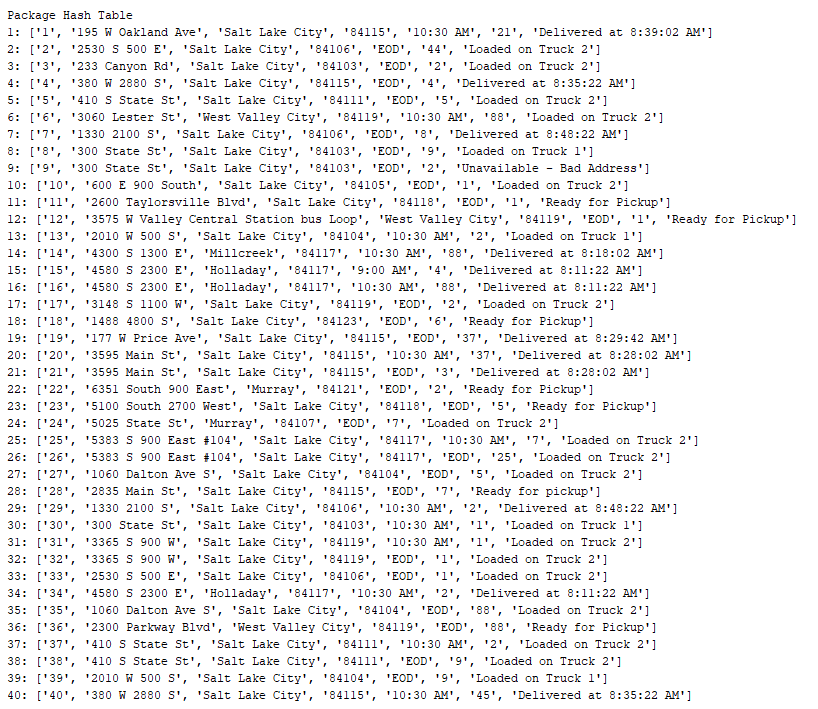 Package Hash Table
1: ['1', '195 W Oakland Ave', 'Salt Lake City', '84115', '10:30 AM', '21', 'Delivered at 8:39:02 AM']
2: ['2', '2530 S 500 E', 'Salt Lake City', '84106', 'EOD', '44', 'Loaded on Truck 2']
3: ['3', '233 Canyon Rd', 'Salt Lake City', '84103', 'EOD', '2', 'Loaded on Truck 2']
4: ['4', '380 W 2880 S', 'Salt Lake City', '84115', 'EOD', '4', 'Delivered at 8:35:22 AM']
5: ['5', '410 S State St', 'Salt Lake City', '84111', 'EOD', '5', 'Loaded on Truck 2']
6: ['6', '3060 Lester St', 'West Valley City', '84119', '10:30 AM', '88', 'Loaded on Truck 2']
7: ['7', '1330 2100 S', 'Salt Lake City', '84106', 'EOD', '8', 'Delivered at 8:48:22 AM']
8: ['8', '300 State St', 'Salt Lake City', '84103', 'EOD', '9', 'Loaded on Truck 1']
9: ['9', '300 State St', 'Salt Lake City', '84103', 'EOD', '2', 'Unavailable - Bad Address']
10: ['10', '600 E 900 South', 'Salt Lake City', '84105', 'EOD', '1', 'Loaded on Truck 2']
11: ['11', '2600 Taylorsville Blvd', 'Salt Lake City', '84118', 'EOD', '1', 'Ready for Pickup']
12: ['12', '3575 W Valley Central Station bus Loop', 'West Valley City', '84119', 'EOD', '1', 'Ready for Pickup']
13: ['13', '2010 W 500 S', 'Salt Lake City', '84104', '10:30 AM', '2', 'Loaded on Truck 1']
14: ['14', '4300 S 1300 E', 'Millcreek', '84117', '10:30 AM', '88', 'Delivered at 8:18:02 AM']
15: ['15', '4580 S 2300 E', 'Holladay', '84117', '9:00 AM', '4', 'Delivered at 8:11:22 AM']
16: ['16', '4580 S 2300 E', 'Holladay', '84117', '10:30 AM', '88', 'Delivered at 8:11:22 AM']
17: ['17', '3148 S 1100 W', 'Salt Lake City', '84119', 'EOD', '2', 'Loaded on Truck 2']
18: ['18', '1488 4800 S', 'Salt Lake City', '84123', 'EOD', '6', 'Ready for Pickup']
19: ['19', '177 W Price Ave', 'Salt Lake City', '84115', 'EOD', '37', 'Delivered at 8:29:42 AM']
20: ['20', '3595 Main St', 'Salt Lake City', '84115', '10:30 AM', '37', 'Delivered at 8:28:02 AM']
21: ['21', '3595 Main St', 'Salt Lake City', '84115', 'EOD', '3', 'Delivered at 8:28:02 AM']
22: ['22', '6351 South 900 East', 'Murray', '84121', 'EOD', '2', 'Ready for Pickup']
23: ['23', '5100 South 2700 West', 'Salt Lake City', '84118', 'EOD', '5', 'Ready for Pickup']
24: ['24', '5025 State St', 'Murray', '84107', 'EOD', '7', 'Loaded on Truck 2']
25: ['25', '5383 S 900 East #104', 'Salt Lake City', '84117', '10:30 AM', '7', 'Loaded on Truck 2']
26: ['26', '5383 S 900 East #104', 'Salt Lake City', '84117', 'EOD', '25', 'Loaded on Truck 2']
27: ['27', '1060 Dalton Ave S', 'Salt Lake City', '84104', 'EOD', '5', 'Loaded on Truck 2']
28: ['28', '2835 Main St', 'Salt Lake City', '84115', 'EOD', '7', 'Ready for pickup']
29: ['29', '1330 2100 S', 'Salt Lake City', '84106', '10:30 AM', '2', 'Delivered at 8:48:22 AM']
30: ['30', '300 State St', 'Salt Lake City', '84103', '10:30 AM', '1', 'Loaded on Truck 1']
31: ['31', '3365 S 900 W', 'Salt Lake City', '84119', '10:30 AM', '1', 'Loaded on Truck 2']
32: ['32', '3365 S 900 W', 'Salt Lake City', '84119', 'EOD', '1', 'Loaded on Truck 2']
33: ['33', '2530 S 500 E', 'Salt Lake City', '84106', 'EOD', '1', 'Loaded on Truck 2']
34: ['34', '4580 S 2300 E', 'Holladay', '84117', '10:30 AM', '2', 'Delivered at 8:11:22 AM']
35: ['35', '1060 Dalton Ave S', 'Salt Lake City', '84104', 'EOD', '88', 'Loaded on Truck 2']
36: ['36', '2300 Parkway Blvd', 'West Valley City', '84119', 'EOD', '88', 'Ready for Pickup']
37: ['37', '410 S State St', 'Salt Lake City', '84111', '10:30 AM', '2', 'Loaded on Truck 2']
38: ['38', '410 S State St', 'Salt Lake City', '84111', 'EOD', '9', 'Loaded on Truck 2']
39: ['39', '2010 W 500 S', 'Salt Lake City', '84104', 'EOD', '9', 'Loaded on Truck 1']
40: ['40', '380 W 2880 S', 'Salt Lake City', '84115', '10:30 AM', '45', 'Delivered at 8:35:22 AM']